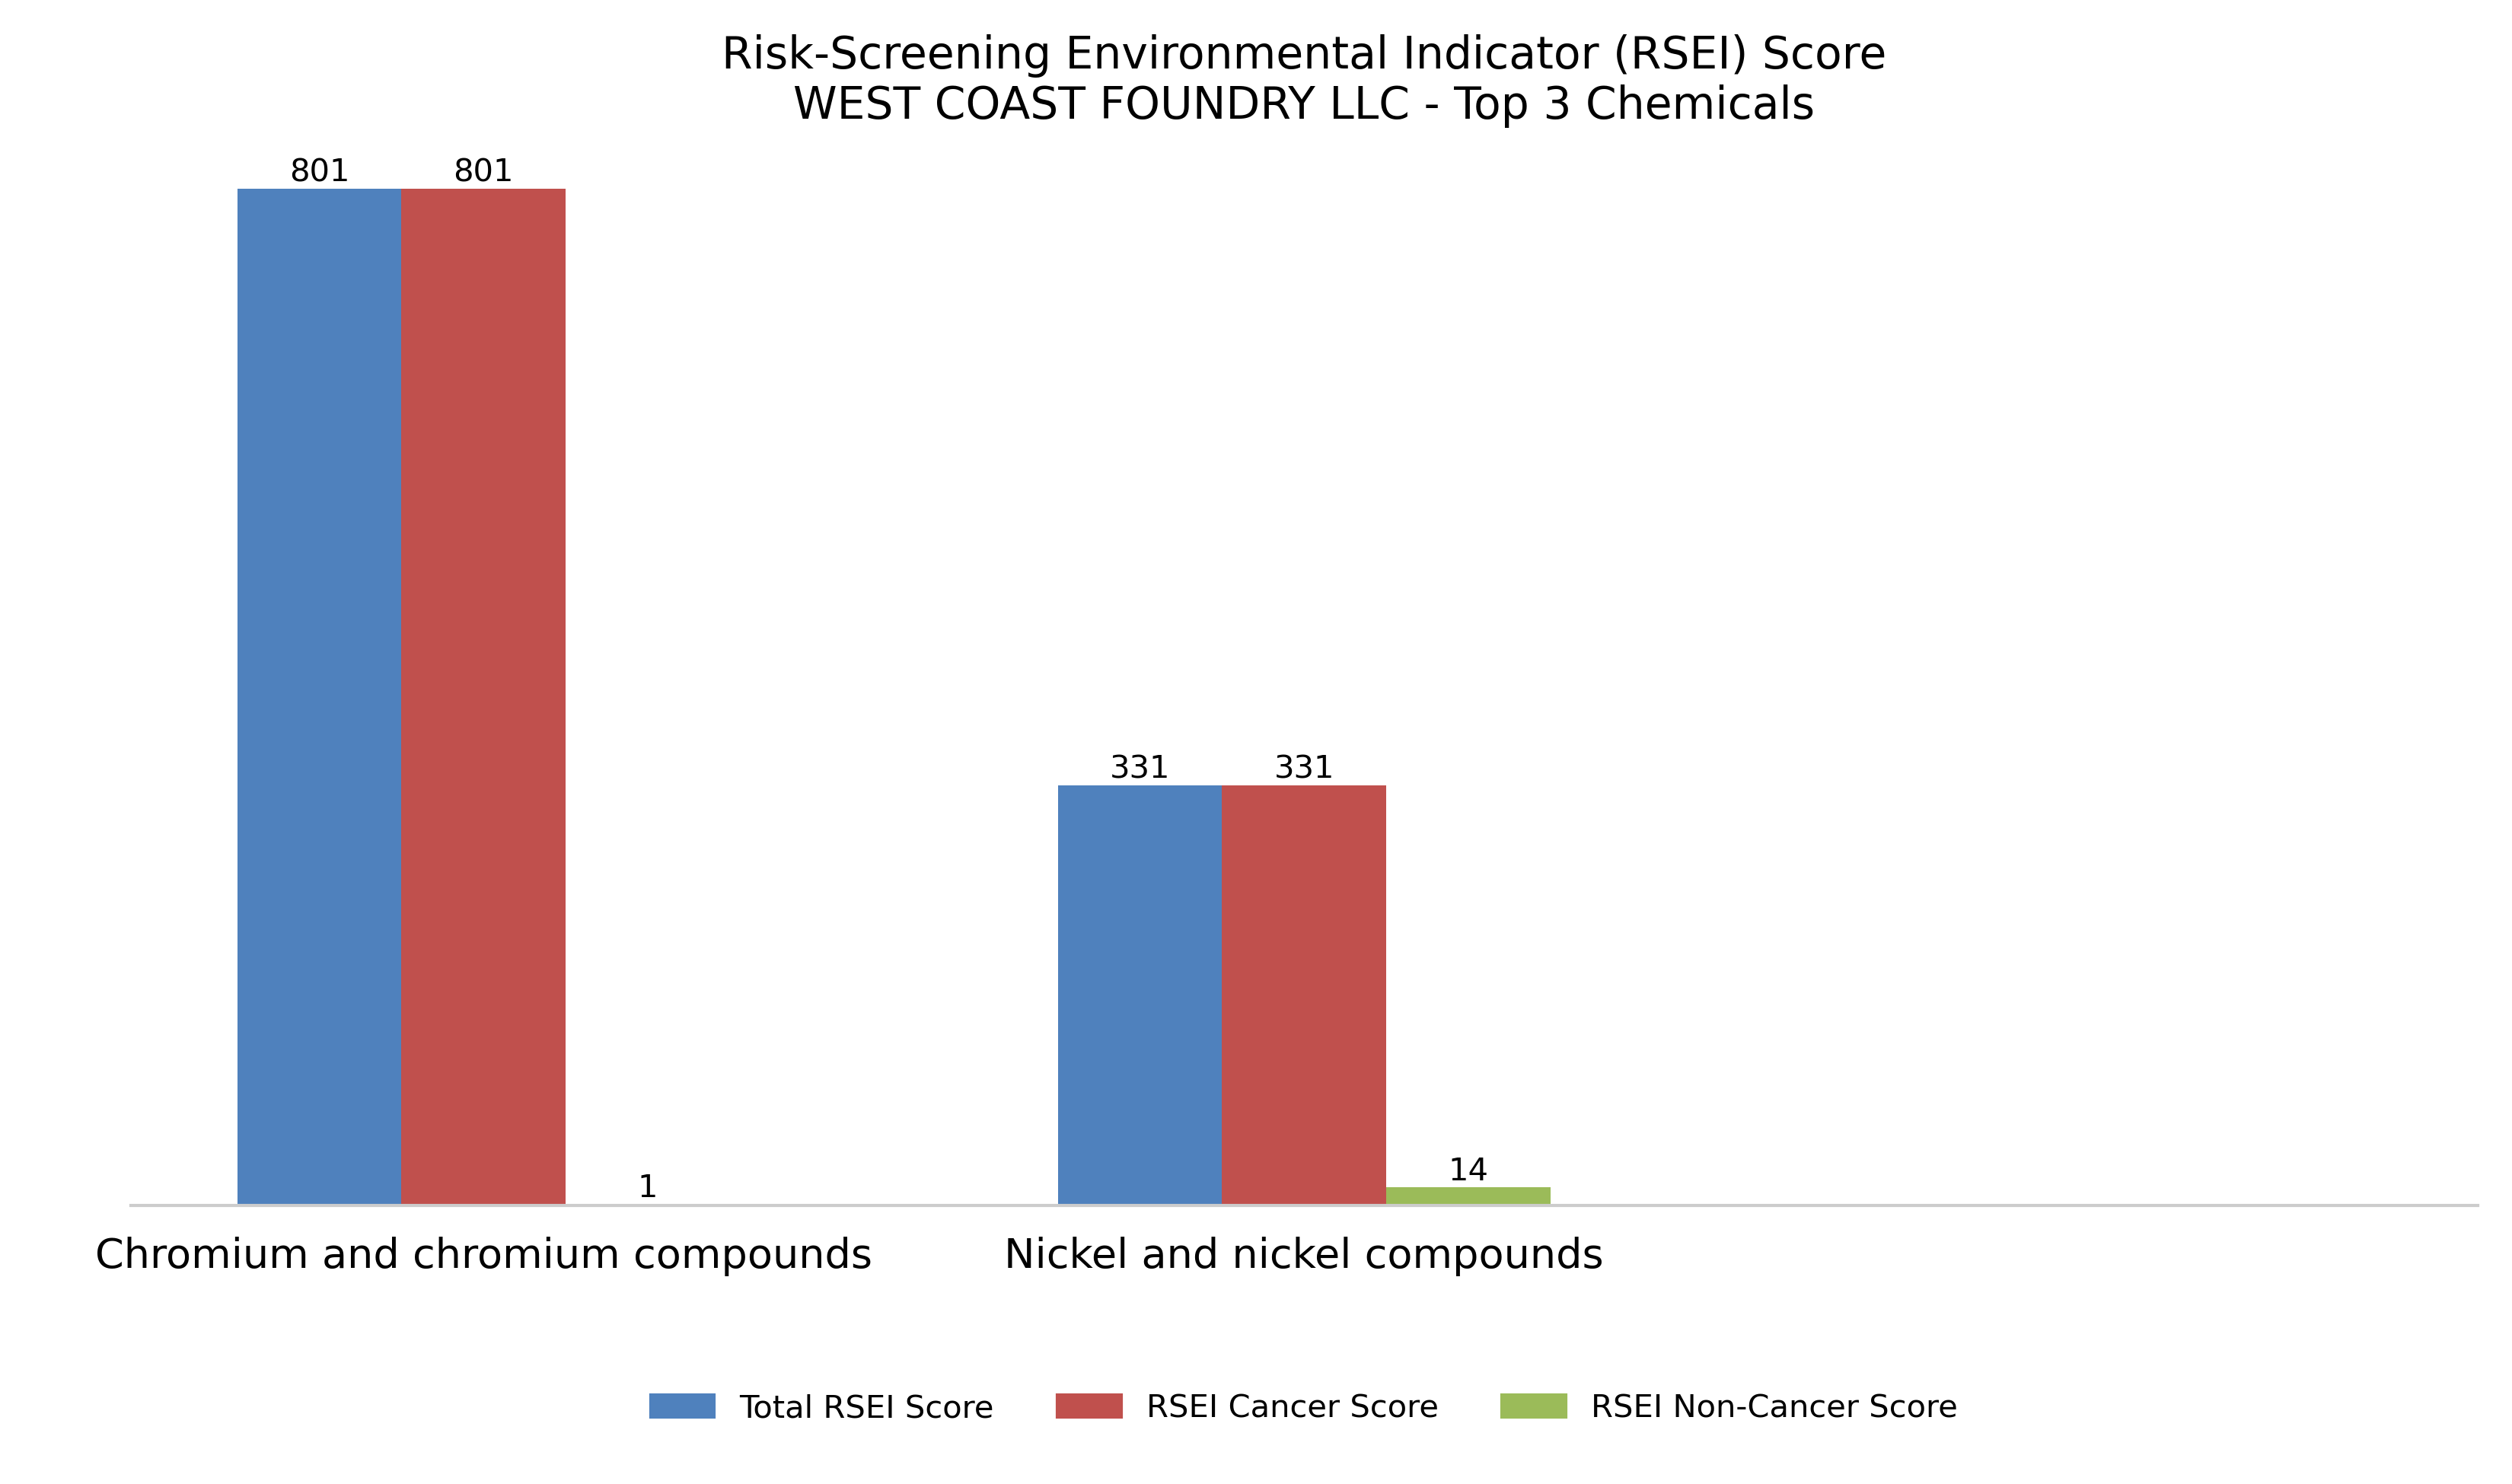 Risk-Screening Environmental Indicator (RSEI) Score
WEST COAST FOUNDRY LLC - Top 3 Chemicals
801
801
1
331
331
14
Chromium and chromium compounds
Nickel and nickel compounds
Total RSEI Score
RSEI Cancer Score
RSEI Non-Cancer Score